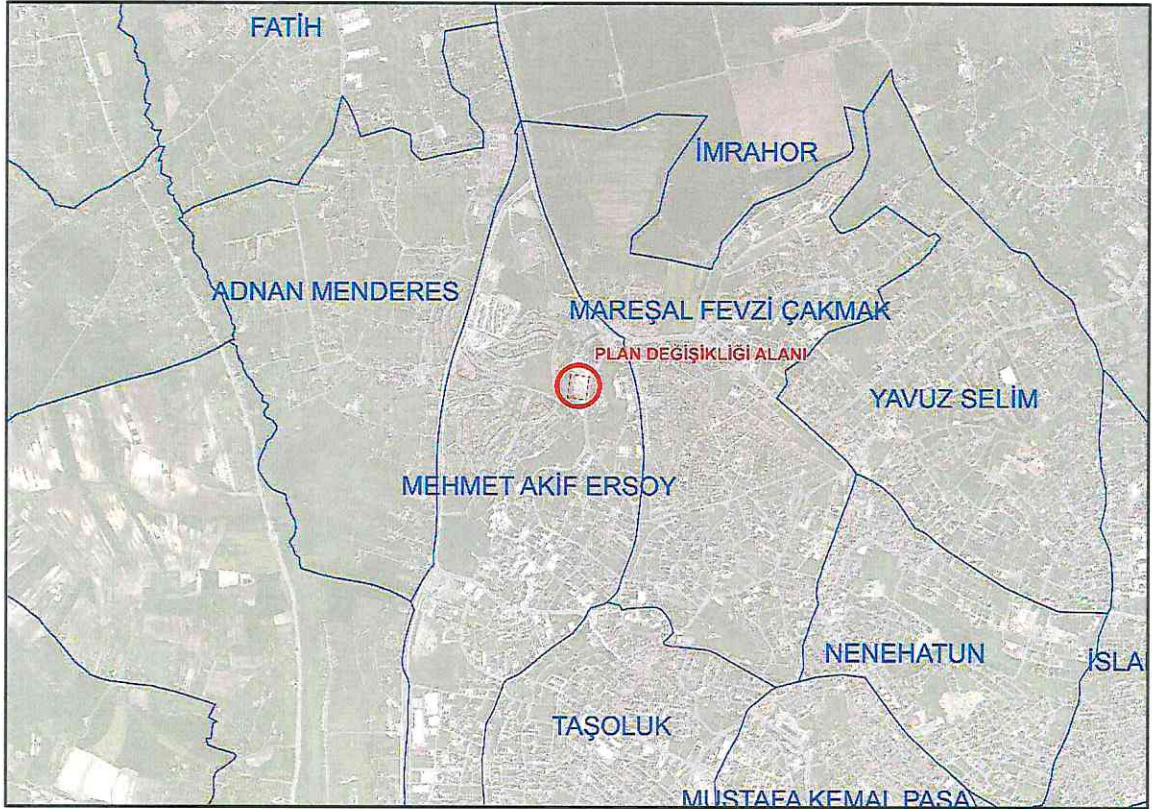 FATİH
İMRAHOR
ADNAN MENDERES
MAREŞAL FEVZİ ÇAKMAK
PLAN DEĞİŞİKLİĞİ ALANI
YAVUZ SELİM
MEHMET AKİF ERSOY
NENEHATUN
İSLA
TAŞOLUK
MUSTAFA KEMAL PAŞA